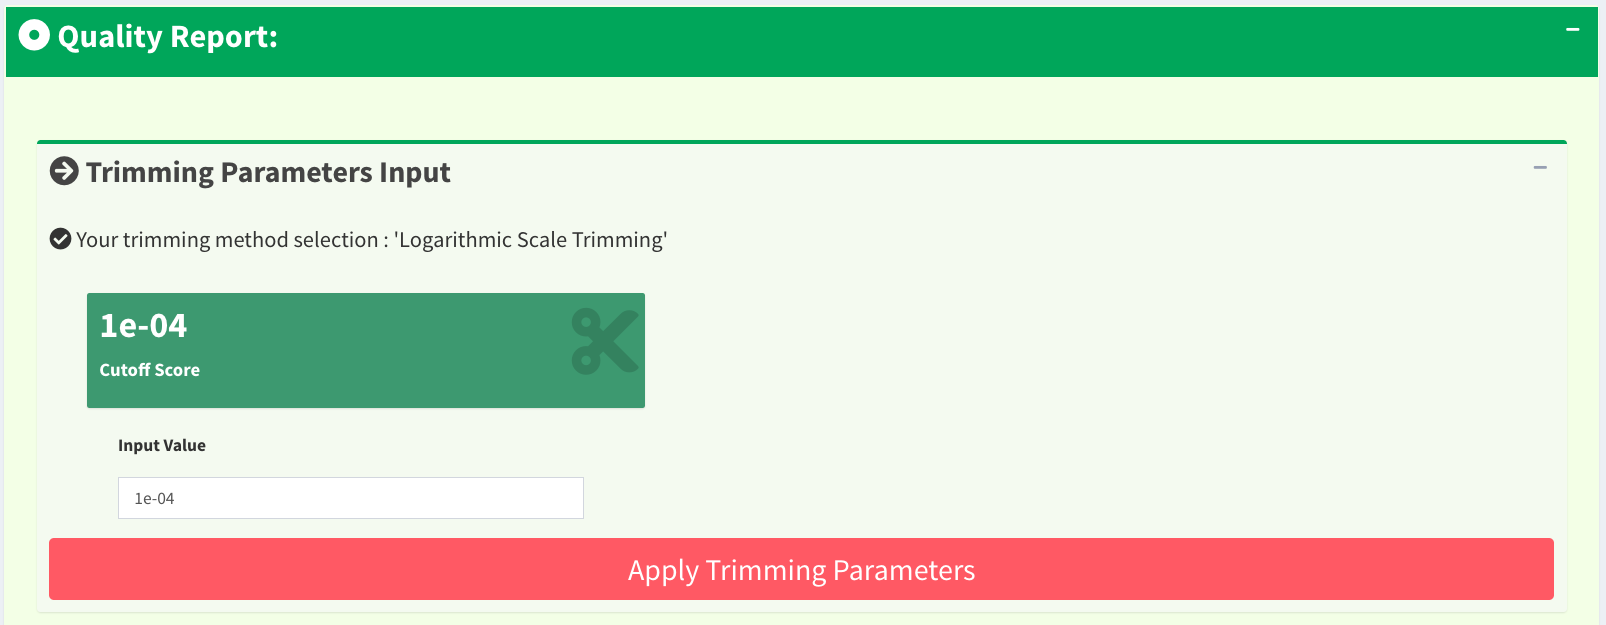 Quality Report:
Trimming Parameters Input
Your trimming method selection : 'Logarithmic Scale Trimming'
1e-04
Cutoff Score
Input Value
1e-04
Apply Trimming Parameters